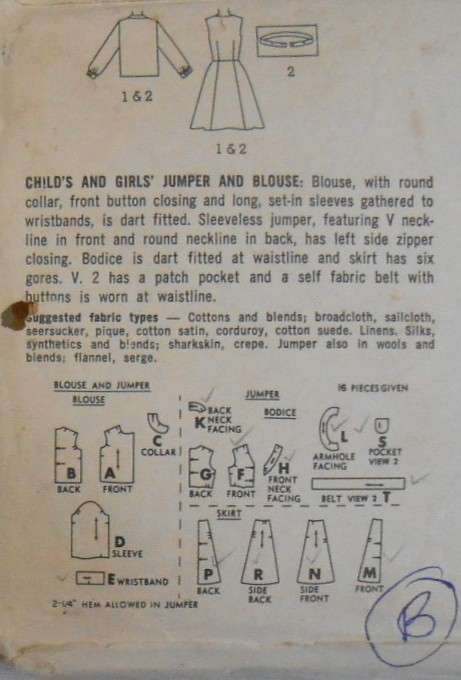 1 & 2
2
1 & 2
CHILD'S AND GIRLS' JUMPER AND BLOUSE: Blouse, with round
collar, front button closing and long, set-in sleeves gathered to
wristbands, is dart fitted. Sleeveless jumper, featuring V neck-
line in front and round neckline in back, has left side zipper
closing. Bodice is dart fitted at waistline and skirt has six
gores. V. 2 has a patch pocket and a self fabric belt with
buttons is worn at waistline.
Suggested fabric types — Cottons and blends; broadcloth, sailcloth,
seersucker, pique, cotton satin, corduroy, cotton suede. Linens. Silks,
synthetics and blends; sharkskin, crepe. Jumper also in wools and
blends; flannel, serge.
BLOUSE AND JUMPER
BLOUSE
JUMPER
16 PIECES GIVEN
BODICE
K BACK
NECK
FACING
C
COLLAR
L
ARMHOLE
FACING
S
POCKET
VIEW 2
B
BACK
A
FRONT
G
BACK
F
FRONT
H
FRONT
NECK
FACING
BELT VIEW 2 T
SKIRT
D
SLEEVE
E WRISTBAND
P
BACK
R
SIDE
BACK
N
SIDE
FRONT
M
FRONT
2-1/4" HEM ALLOWED IN JUMPER
B